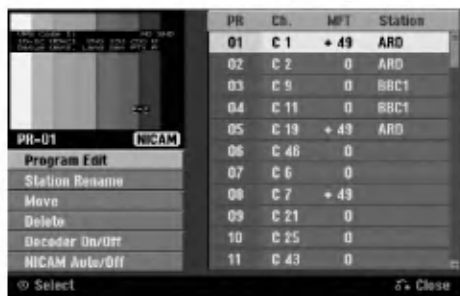 PR-01 NICAM
Program Edit
Station Rename
Move
Delete
Decoder On/Off
NICAM Auto/Off
PR Ch. MFT Station
01 C 1 + 49 ARD
02 C 2 0 ARD
03 C 9 0 BBC1
04 C 11 0 BBC1
05 C 19 + 49 ARD
06 C 46 0
07 C 6 0
08 C 7 + 49
09 C 21 0
10 C 25 0
11 C 43 0
Select Close